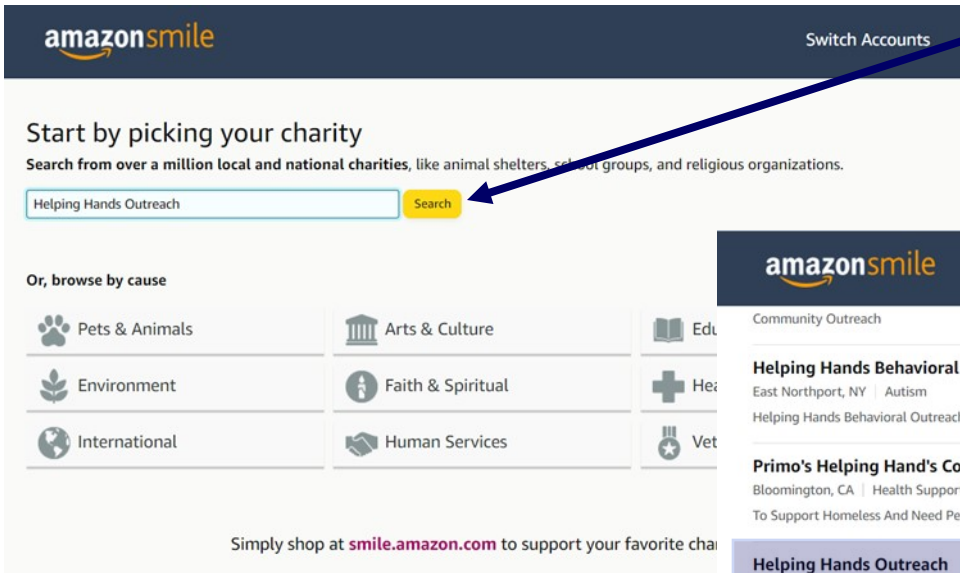 amazonsmile
Switch Accounts
Start by picking your charity
Search from over a million local and national charities, like animal shelters, school groups, and religious organizations.
Helping Hands Outreach
Search
Or, browse by cause
Pets & Animals
Arts & Culture
Environment
Faith & Spiritual
International
Human Services
Simply shop at smile.amazon.com to support your favorite
amazonsmile
Community Outreach
Helping Hands Behavioral
East Northport, NY | Autism
Helping Hands Behavioral
Primo's Helping Hand's
Bloomington, CA | Health
To Support Homeless And Need
Helping Hands Outreach